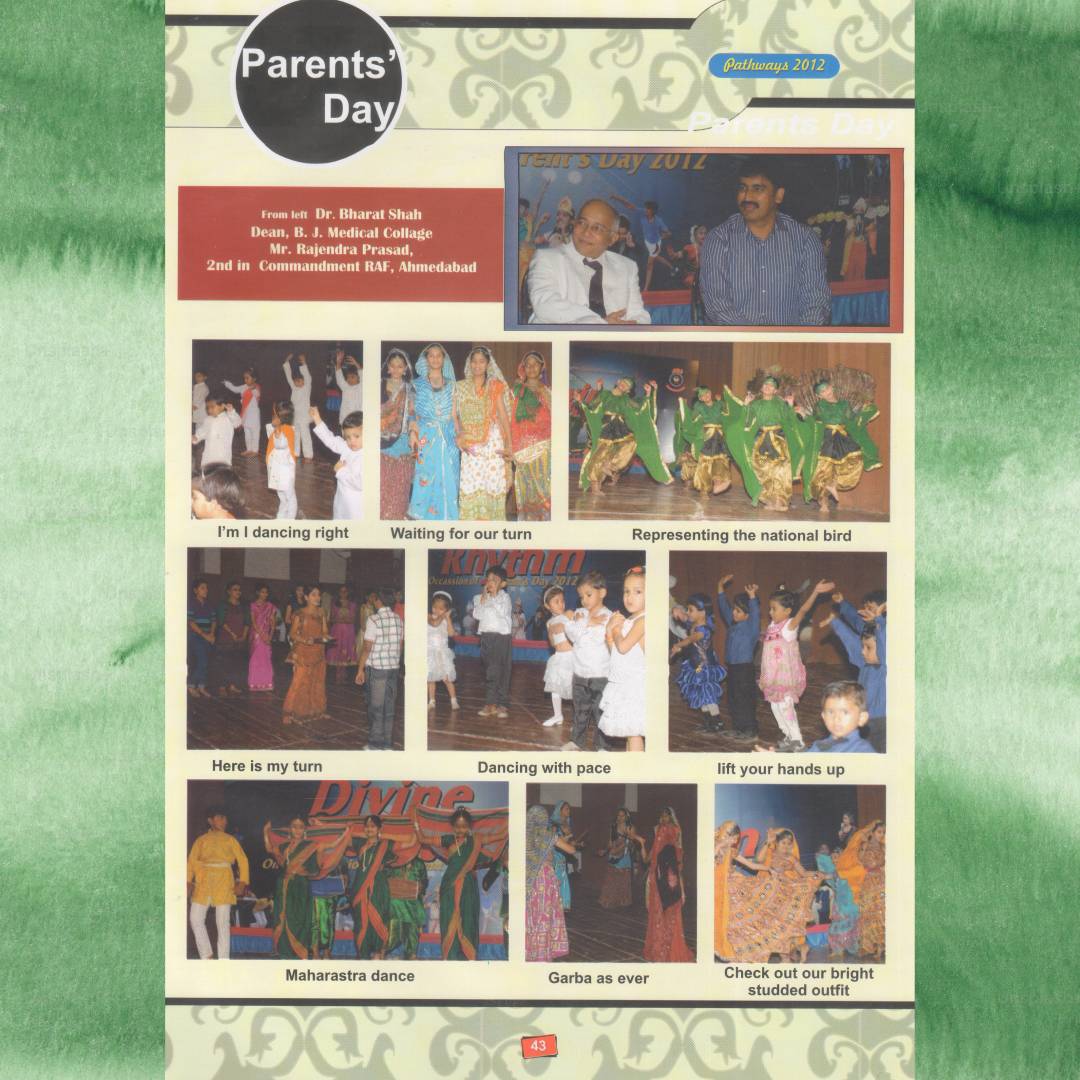 Parents'
Day
Pathways 2012
Parents Day
From left Dr. Bharat Shah
Dean, B. J. Medical Collage
Mr. Rajendra Prasad,
2nd in Commandment RAF, Ahmedabad
rent's Day 2012
I'm I dancing right
Waiting for our turn
Representing the national bird
Rhythm
Day 2012
Here is my turn
Dancing with pace
lift your hands up
Divine
Maharastra dance
Garba as ever
Check out our bright
studded outfit
43